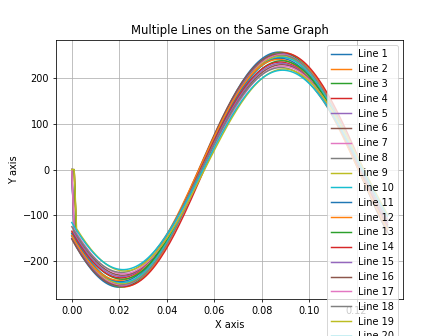 Multiple Lines on the Same Graph
Y axis
200
100
0
−100
−200
0.00
0.02
0.04
0.06
0.08
0.10
X axis
Line 1
Line 2
Line 3
Line 4
Line 5
Line 6
Line 7
Line 8
Line 9
Line 10
Line 11
Line 12
Line 13
Line 14
Line 15
Line 16
Line 17
Line 18
Line 19
Line 20